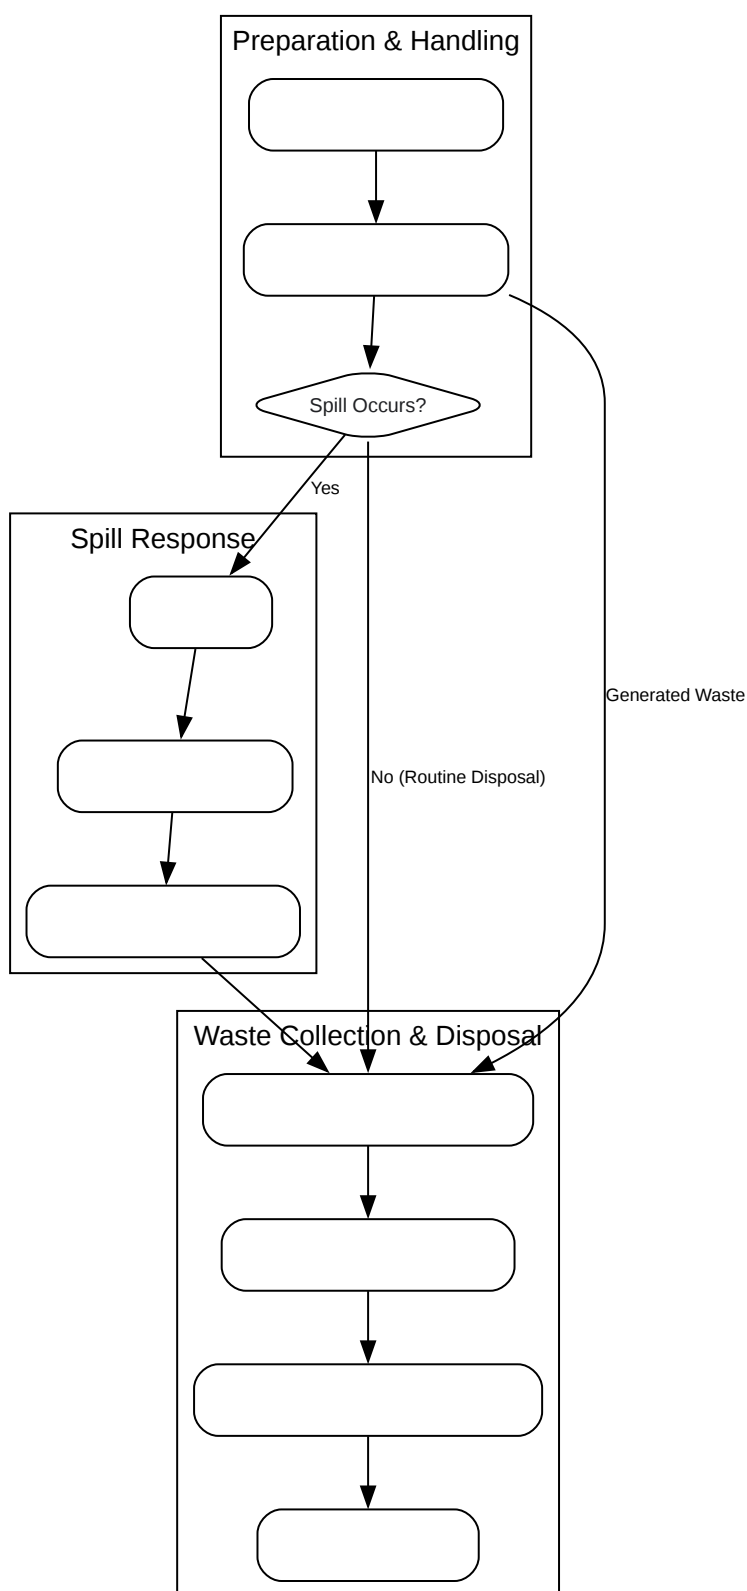 Preparation & Handling
Spill Occurs?
Yes
Spill Response
Generated Waste
No (Routine Disposal)
Waste Collection & Disposal